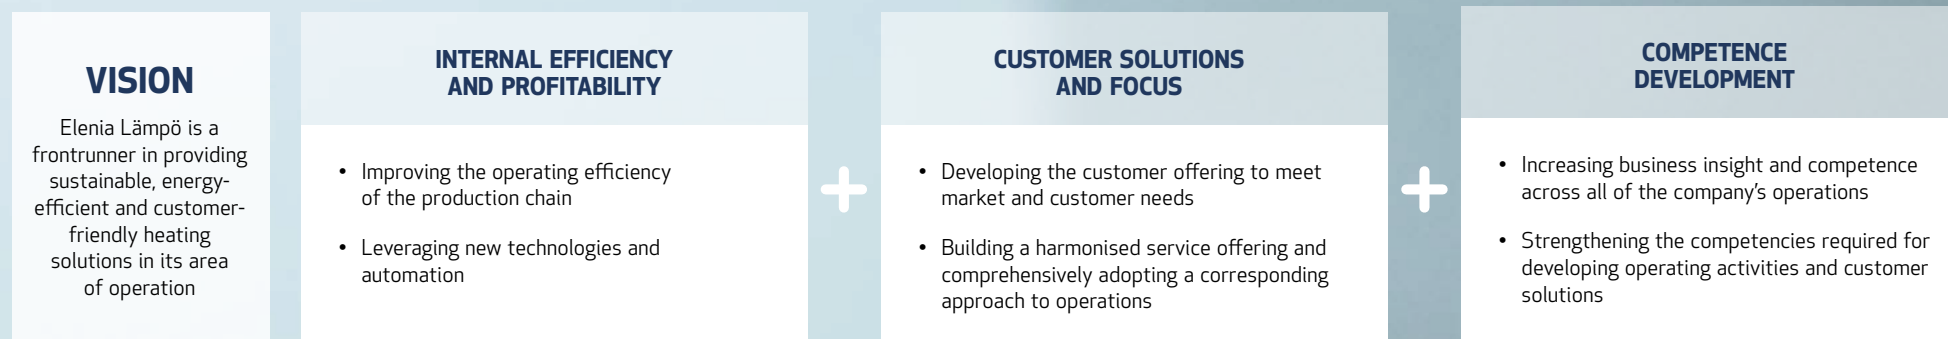 VISION
Elenia Lämpö is a
frontrunner in providing
sustainable, energy-
efficient and customer-
friendly heating
solutions in its area
of operation
INTERNAL EFFICIENCY
AND PROFITABILITY
• Improving the operating efficiency
of the production chain
• Leveraging new technologies and
automation
CUSTOMER SOLUTIONS
AND FOCUS
• Developing the customer offering to meet
market and customer needs
• Building a harmonised service offering and
comprehensively adopting a corresponding
approach to operations
COMPETENCE
DEVELOPMENT
• Increasing business insight and competence
across all of the company's operations
• Strengthening the competencies required for
developing operating activities and customer
solutions